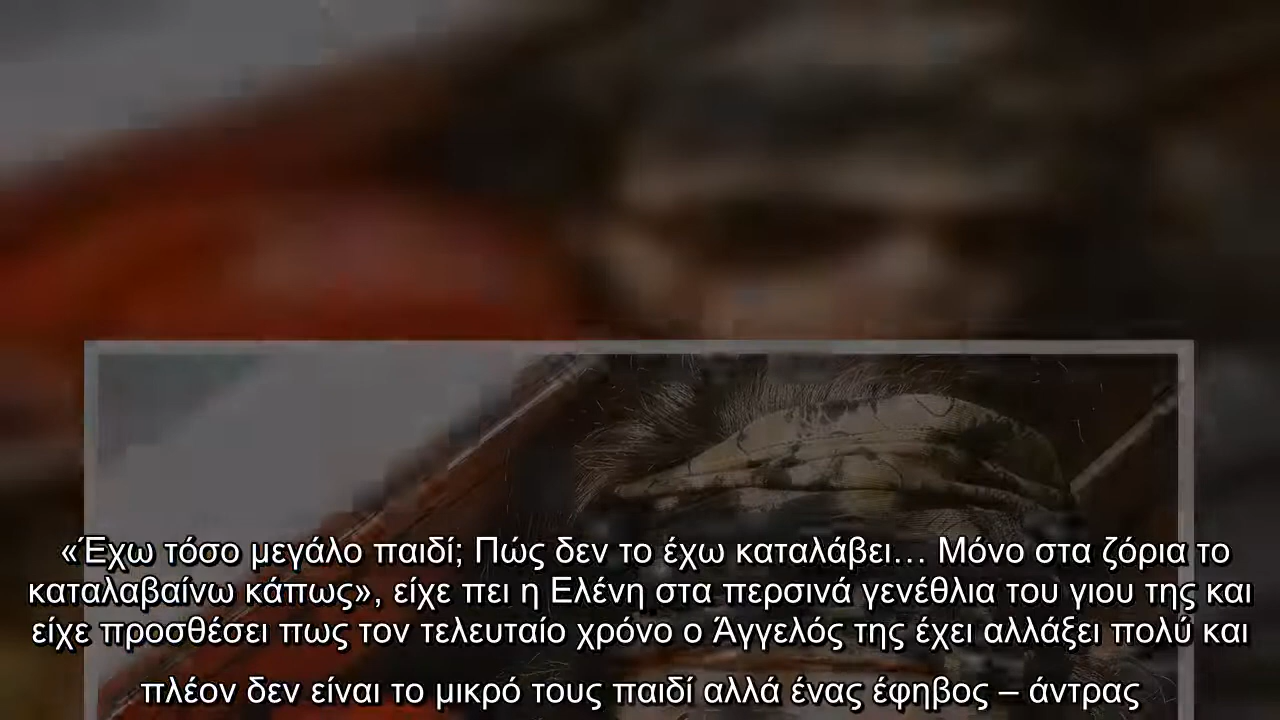 «Έχω τόσο μεγάλο παιδί; Πώς δεν το έχω καταλάβει… Μόνο στα ζόρια το
καταλαβαίνω κάπως», είχε πει η Ελένη στα περσινά γενέθλια του γιου της και
είχε προσθέσει πως τον τελευταίο χρόνο ο Άγγελός της έχει αλλάξει πολύ και
πλέον δεν είναι το μικρό τους παιδί αλλά ένας έφηβος – άντρας